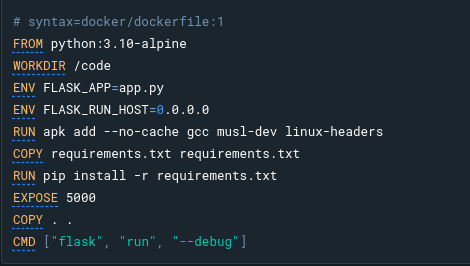 # syntax=docker/dockerfile:1
FROM python:3.10-alpine
WORKDIR /code
ENV FLASK_APP=app.py
ENV FLASK_RUN_HOST=0.0.0.0
RUN apk add --no-cache gcc musl-dev linux-headers
COPY requirements.txt requirements.txt
RUN pip install -r requirements.txt
EXPOSE 5000
COPY . .
CMD ["flask", "run", "--debug"]